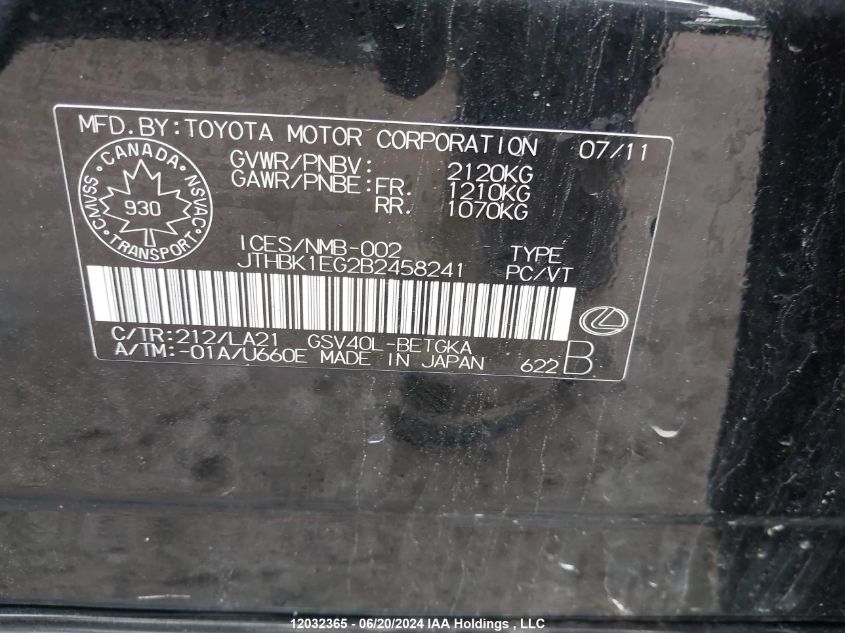 MFD.BY:TOYOTA MOTOR CORPORATION 07/11
GVWR/PNBV: 2120KG
GAWR/PNBE:FR. 1210KG
RR. 1070KG
CANADA
CMVSS 930 NSVAC
TRANSPORT
ICES/NMB-002 TYPE
JTHBK1EG2B2458241 PC/VT
C/TR:212/LA21 GSV40L-BETGKA
A/TM:-01A/U660E MADE IN JAPAN 622 B
12032365 - 06/20/2024 IAA Holdings , LLC